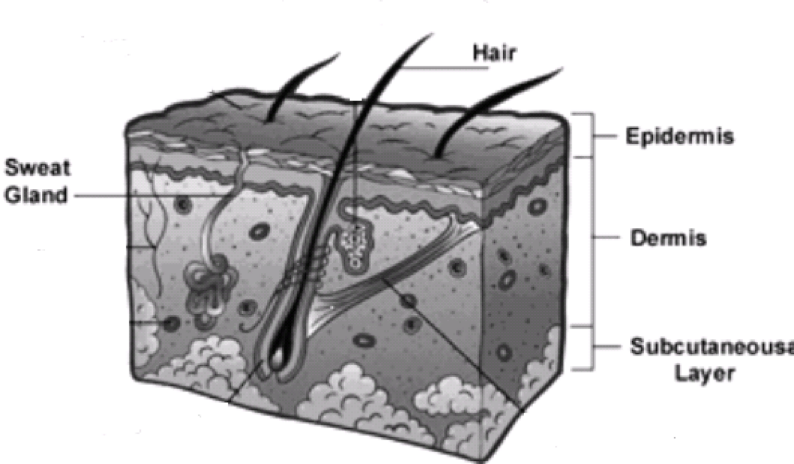 Hair
Epidermis
Sweat
Gland
Dermis
Subcutaneousa
Layer